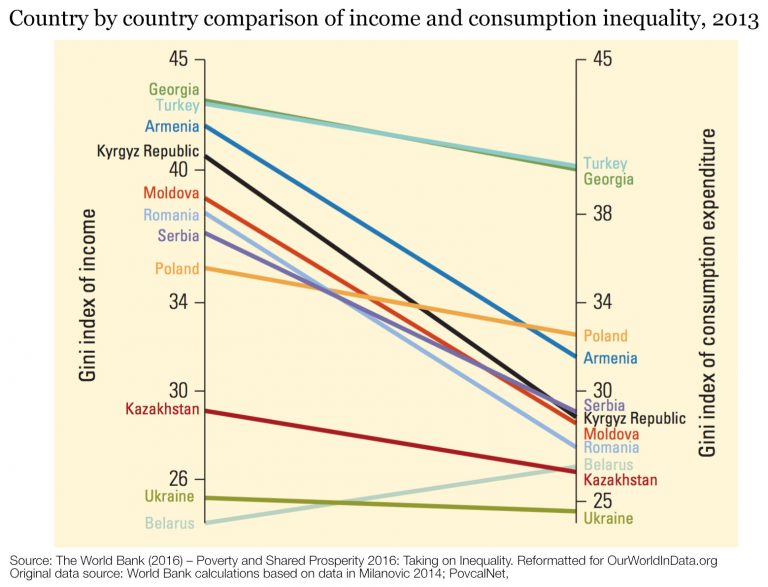 Country by country comparison of income and consumption inequality, 2013
Gini index of income
45
40
34
30
26
Georgia
Turkey
Armenia
Kyrgyz Republic
Moldova
Romania
Serbia
Poland
Kazakhstan
Ukraine
Belarus
45
38
34
30
25
Turkey
Georgia
Poland
Armenia
Serbia
Kyrgyz Republic
Moldova
Romania
Belarus
Kazakhstan
Ukraine
Gini index of consumption expenditure
Source: The World Bank (2016) – Poverty and Shared Prosperity 2016: Taking on Inequality. Reformatted for OurWorldInData.org
Original data source: World Bank calculations based on data in Milanovic 2014; PovcalNet,